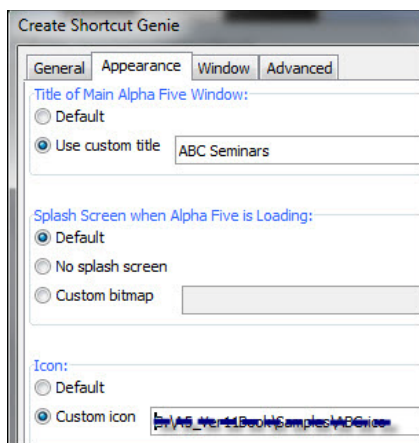 Create Shortcut Genie
General Appearance Window Advanced
Title of Main Alpha Five Window:
Default
Use custom title ABC Seminars
Splash Screen when Alpha Five is Loading:
Default
No splash screen
Custom bitmap
Icon:
Default
Custom icon